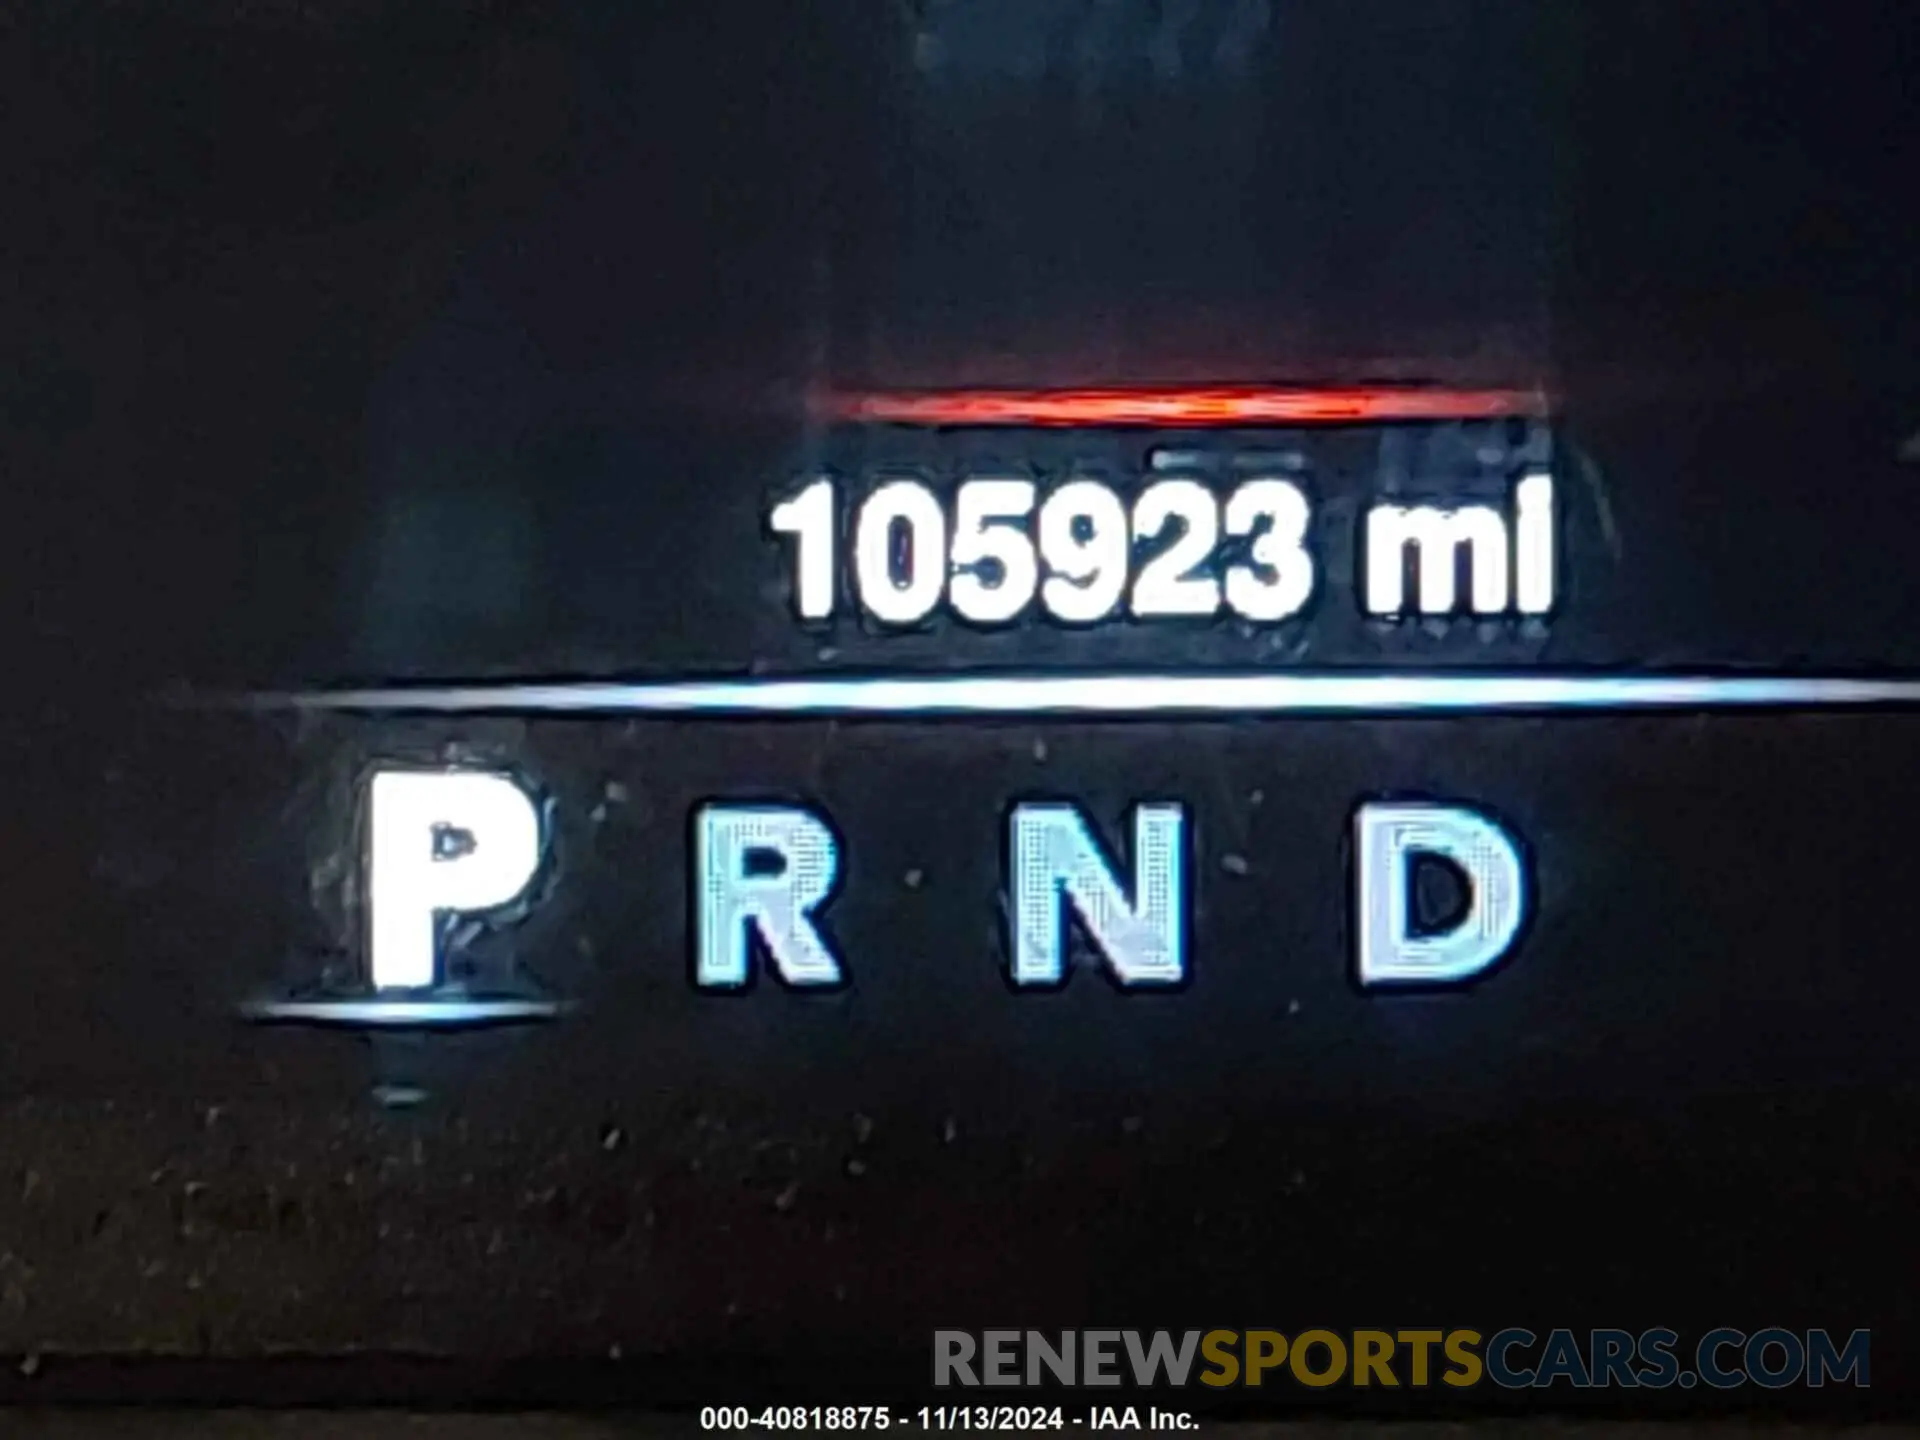 105923 mi
P R N D
RENEWSPORTSCARS.COM
000-40818875 - 11/13/2024 - IAA Inc.